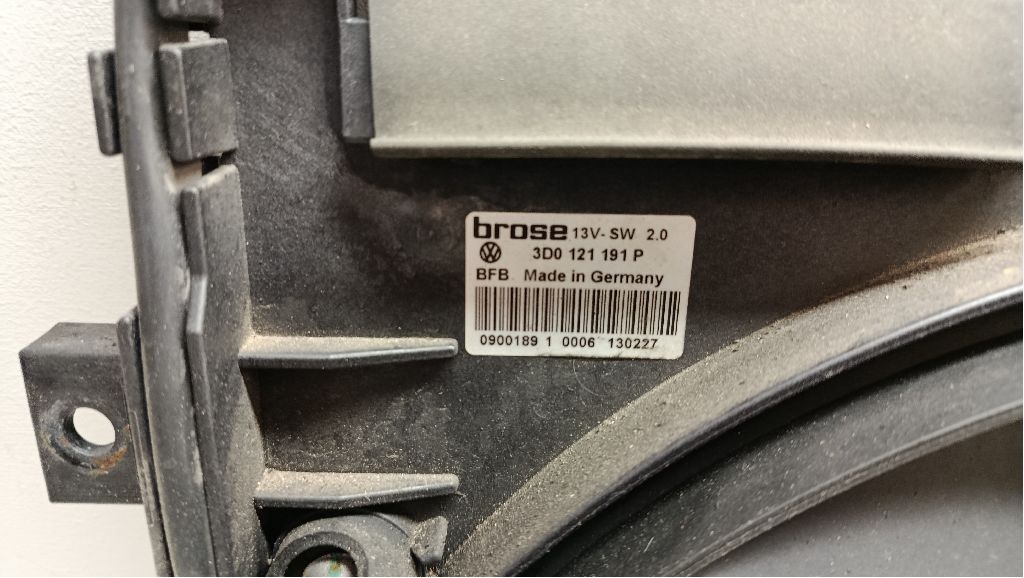 brose 13V-SW 2.0
3D0 121 191 P
BFB Made in Germany
0900189 1 0006 130227